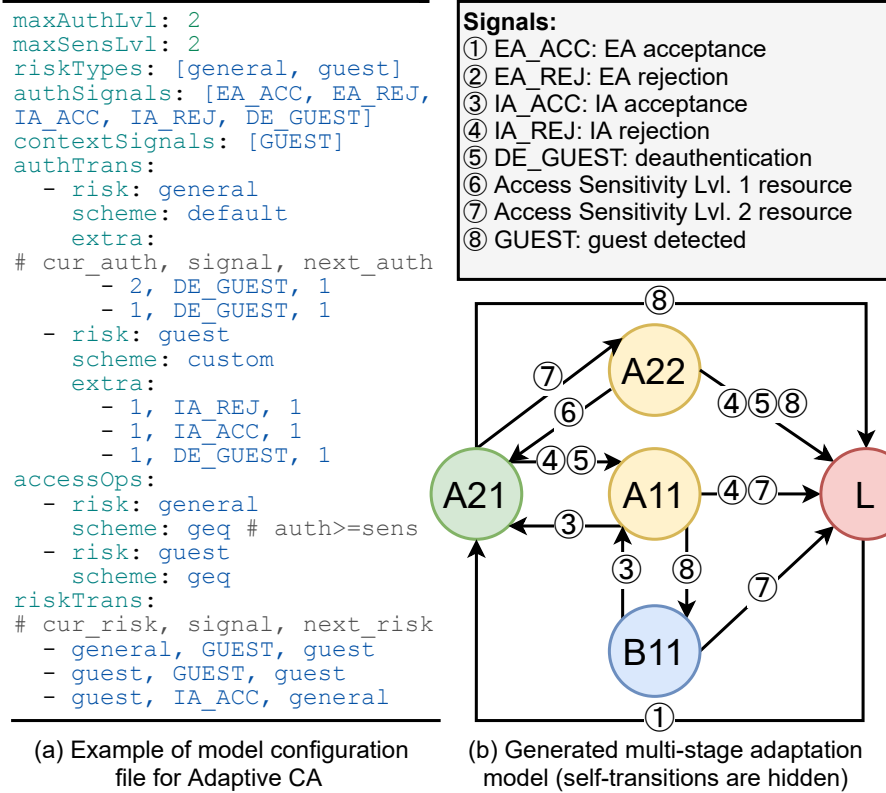 maxAuthLvl: 2
maxSensLvl: 2
riskTypes: [general, guest]
authSignals: [EA_ACC, EA_REJ,
IA_ACC, IA_REJ, DE_GUEST]
contextSignals: [GUEST]
authTrans:
- risk: general
scheme: default
extra:
# cur_auth, signal, next_auth
- 2, DE_GUEST, 1
- 1, DE_GUEST, 1
- risk: guest
scheme: custom
extra:
- 1, IA_REJ, 1
- 1, IA_ACC, 1
- 1, DE_GUEST, 1
accessOps:
- risk: general
scheme: geq # auth>=sens
- risk: guest
scheme: geq
riskTrans:
# cur_risk, signal, next_risk
- general, GUEST, guest
- guest, GUEST, guest
- guest, IA_ACC, general
(a) Example of model configuration
file for Adaptive CA
Signals:
① EA_ACC: EA acceptance
② EA_REJ: EA rejection
③ IA_ACC: IA acceptance
④ IA_REJ: IA rejection
⑤ DE_GUEST: deauthentication
⑥ Access Sensitivity Lvl. 1 resource
⑦ Access Sensitivity Lvl. 2 resource
⑧ GUEST: guest detected
⑧
A22
⑦
⑥
④⑤⑧
A21
④⑤
A11
④⑦
L
③
③
⑧
⑦
B11
①
(b) Generated multi-stage adaptation
model (self-transitions are hidden)